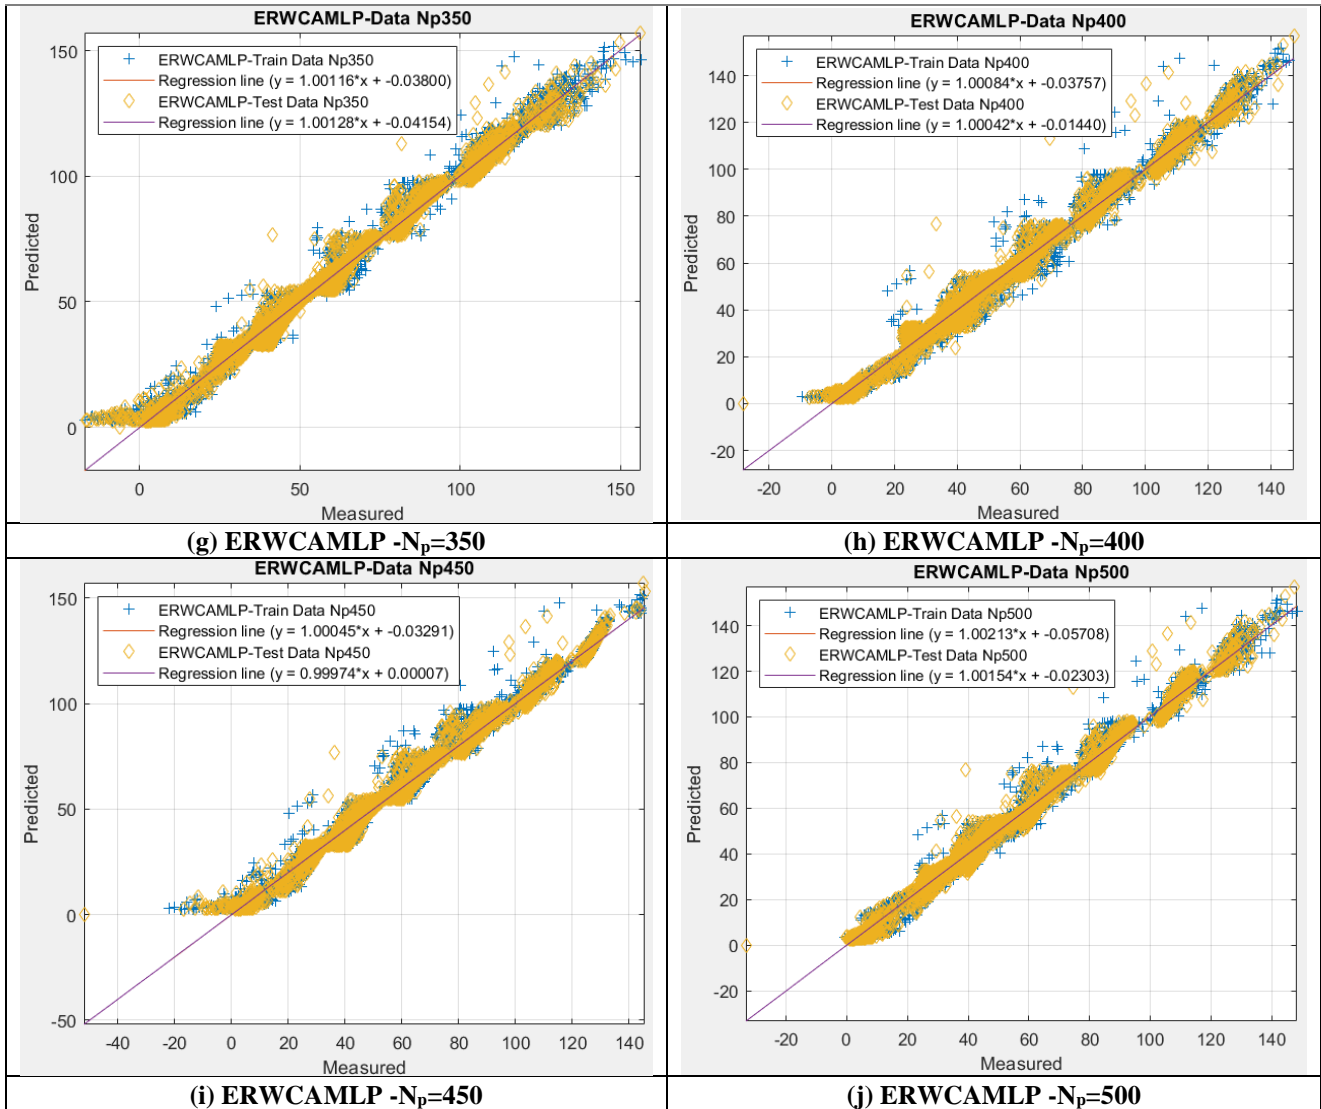 ERWCAMLP-Data Np350
ERWCAMLP-Train Data Np350
Regression line (y = 1.00116*x + -0.03800)
ERWCAMLP-Test Data Np350
Regression line (y = 1.00128*x + -0.04154)
150
100
50
0
Predicted
0 50 100 150
Measured
(g) ERWCAMLP -Np=350
ERWCAMLP-Data Np400
ERWCAMLP-Train Data Np400
Regression line (y = 1.00084*x + -0.03757)
ERWCAMLP-Test Data Np400
Regression line (y = 1.00042*x + -0.01440)
140
120
100
80
60
40
20
0
-20
Predicted
-20 0 20 40 60 80 100 120 140
Measured
(h) ERWCAMLP -Np=400
ERWCAMLP-Data Np450
ERWCAMLP-Train Data Np450
Regression line (y = 1.00045*x + -0.03291)
ERWCAMLP-Test Data Np450
Regression line (y = 0.99974*x + 0.00007)
150
100
50
0
-50
Predicted
-40 -20 0 20 40 60 80 100 120 140
Measured
(i) ERWCAMLP -Np=450
ERWCAMLP-Data Np500
ERWCAMLP-Train Data Np500
Regression line (y = 1.00213*x + -0.05708)
ERWCAMLP-Test Data Np500
Regression line (y = 1.00154*x + -0.02303)
140
120
100
80
60
40
20
0
-20
Predicted
-20 0 20 40 60 80 100 120 140
Measured
(j) ERWCAMLP -Np=500